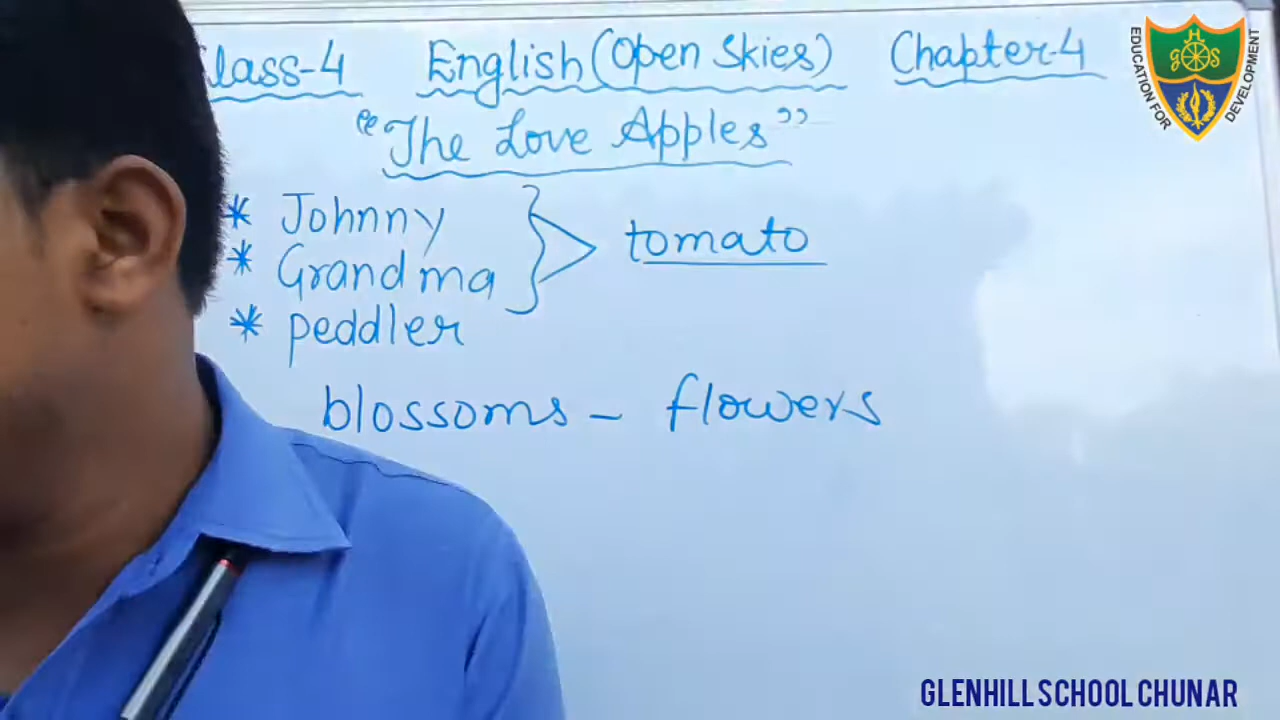 Class-4 English (Open Skies) Chapter-4
"The Love Apples"
* Johnny
* Grandma
* peddler
tomato
blossoms - flowers
EDUCATION FOR DEVELOPMENT
G H S
GLENHILL SCHOOL CHUNAR